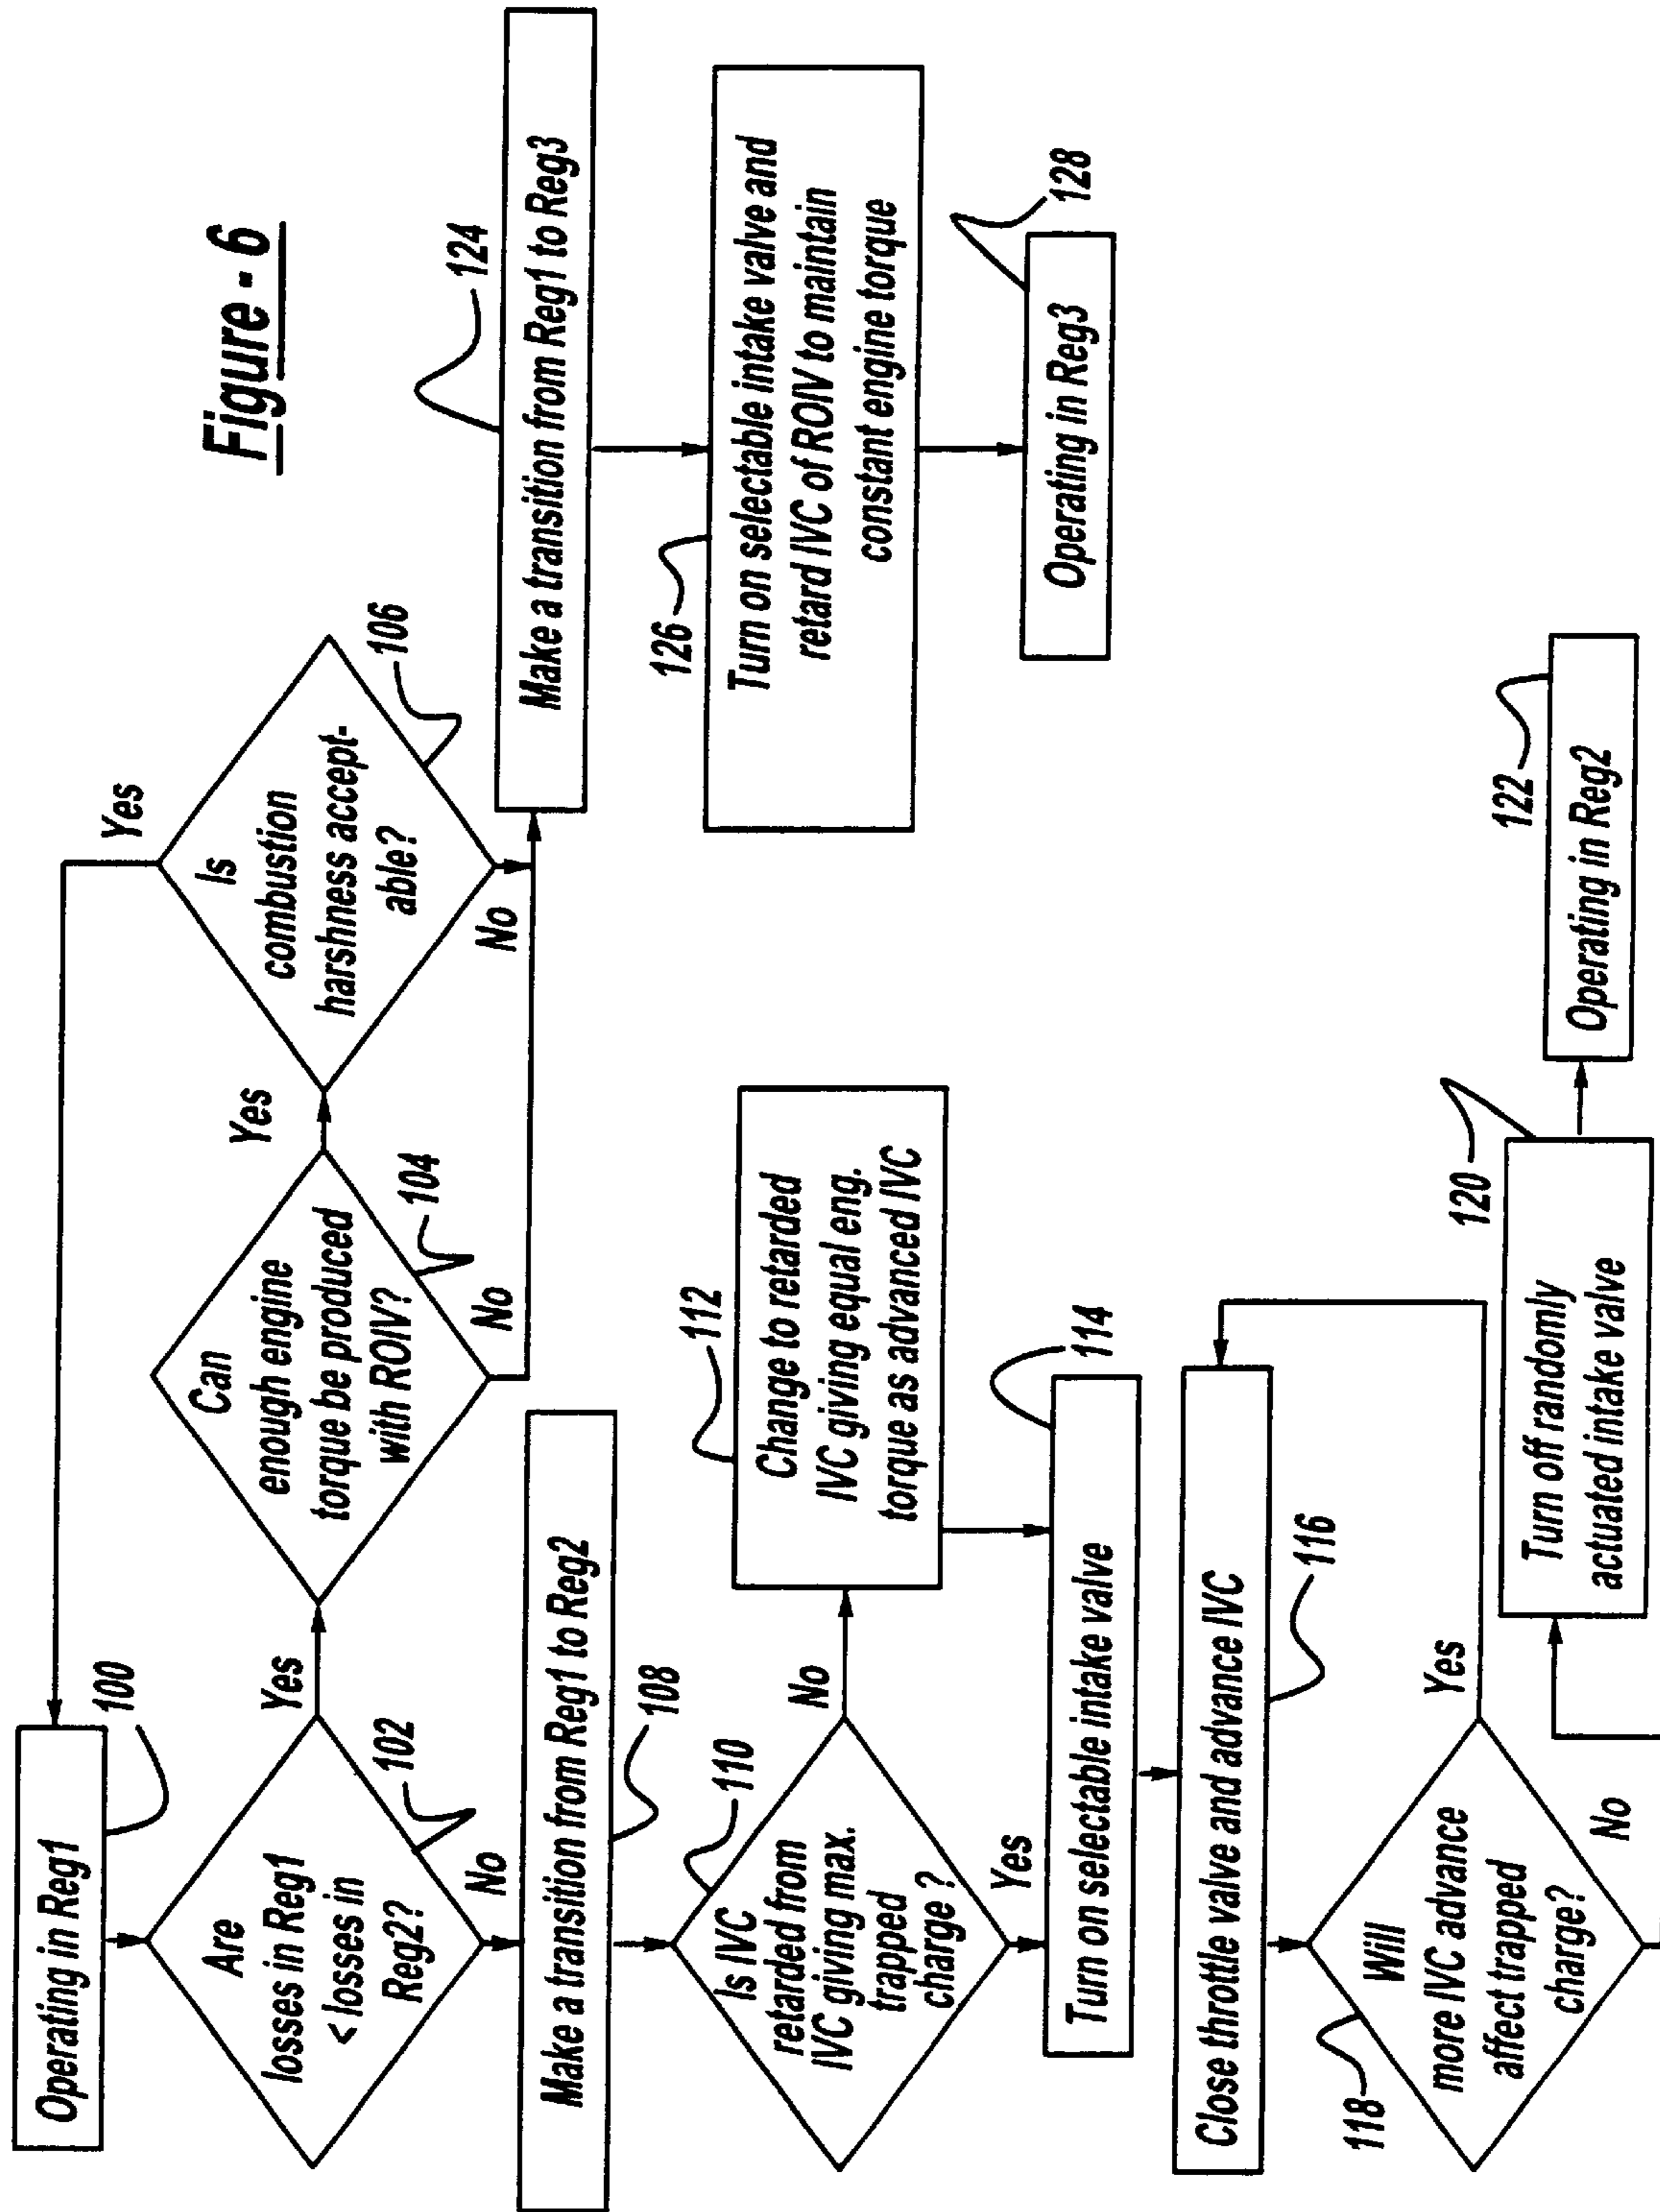 Figure - 6
Operating in Reg1
100
Are
losses in Reg1
< losses in
Reg2?
102
Yes
No
Can
enough engine
torque be produced
with ROIV?
104
Yes
No
Is
combustion
harshness accept-
able?
106
Yes
No
Make a transition from Reg1 to Reg3
124
Turn on selectable intake valve and
retard IVC of ROIV to maintain
constant engine torque
126
Operating in Reg3
128
Make a transition from Reg1 to Reg2
108
Is IVC
retarded from
IVC giving max.
trapped
charge?
110
No
Yes
Change to retarded
IVC giving equal eng.
torque as advanced IVC
112
Turn on selectable intake valve
114
Close throttle valve and advance IVC
116
Will
more IVC advance
affect trapped
charge?
118
Yes
No
Turn off randomly
actuated intake valve
120
Operating in Reg2
122